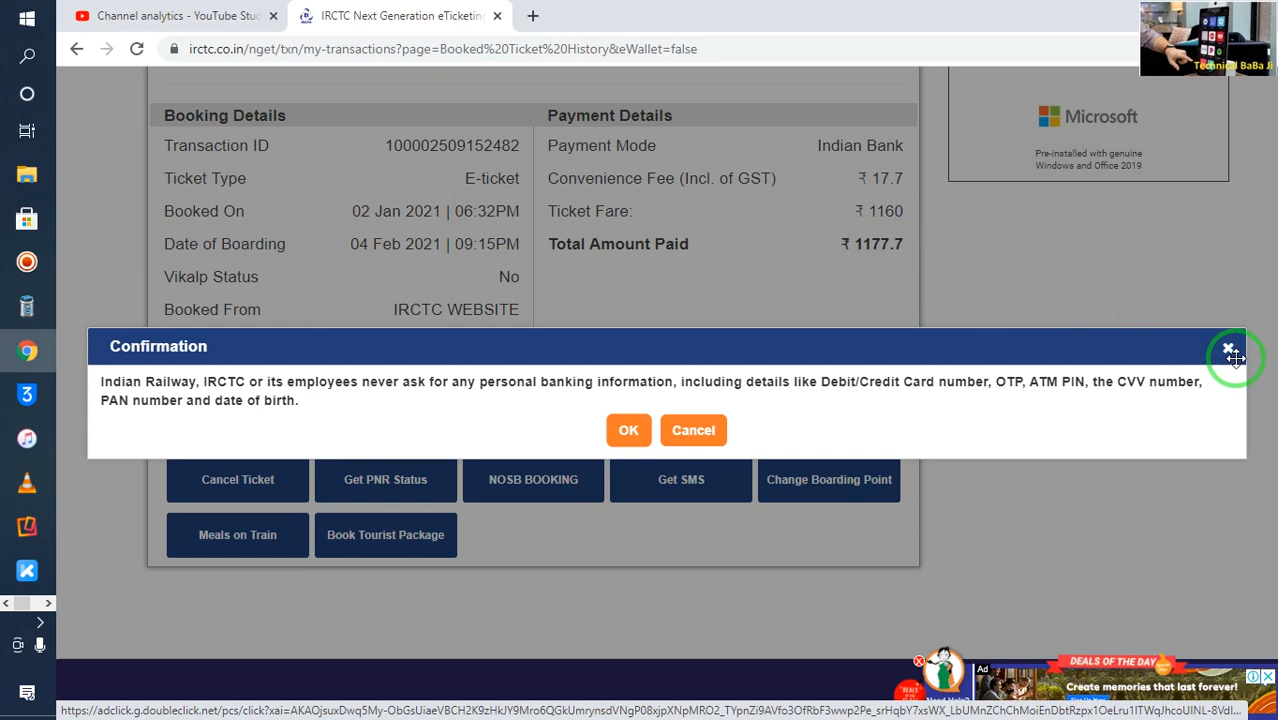 Channel analytics - YouTube Stu
IRCTC Next Generation eTicketing
irctc.co.in/nget/txn/my-transactions?page=Booked%20Ticket%20History&eWallet=false
Technical BaBa Ji
Booking Details
Payment Details
Transaction ID 100002509152482
Payment Mode Indian Bank
Ticket Type E-ticket
Convenience Fee (Incl. of GST) ₹ 17.7
Booked On 02 Jan 2021 | 06:32PM
Ticket Fare: ₹ 1160
Date of Boarding 04 Feb 2021 | 09:15PM
Total Amount Paid ₹ 1177.7
Vikalp Status No
Booked From IRCTC WEBSITE
Microsoft
Pre-installed with genuine
Windows and Office 2019
Confirmation
Indian Railway, IRCTC or its employees never ask for any personal banking information, including details like Debit/Credit Card number, OTP, ATM PIN, the CVV number,
PAN number and date of birth.
OK Cancel
Cancel Ticket Get PNR Status NOSB BOOKING Get SMS Change Boarding Point
Meals on Train Book Tourist Package
Ad
DEALS OF THE DAY
Create memories that last forever!